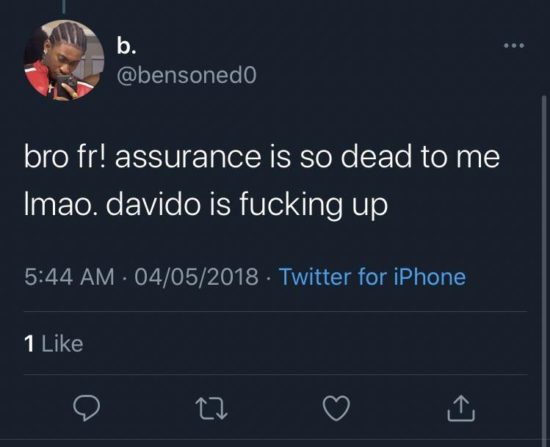 b.
@bensoned0
bro fr! assurance is so dead to me
lmao. davido is fucking up
5:44 AM · 04/05/2018 · Twitter for iPhone
1 Like